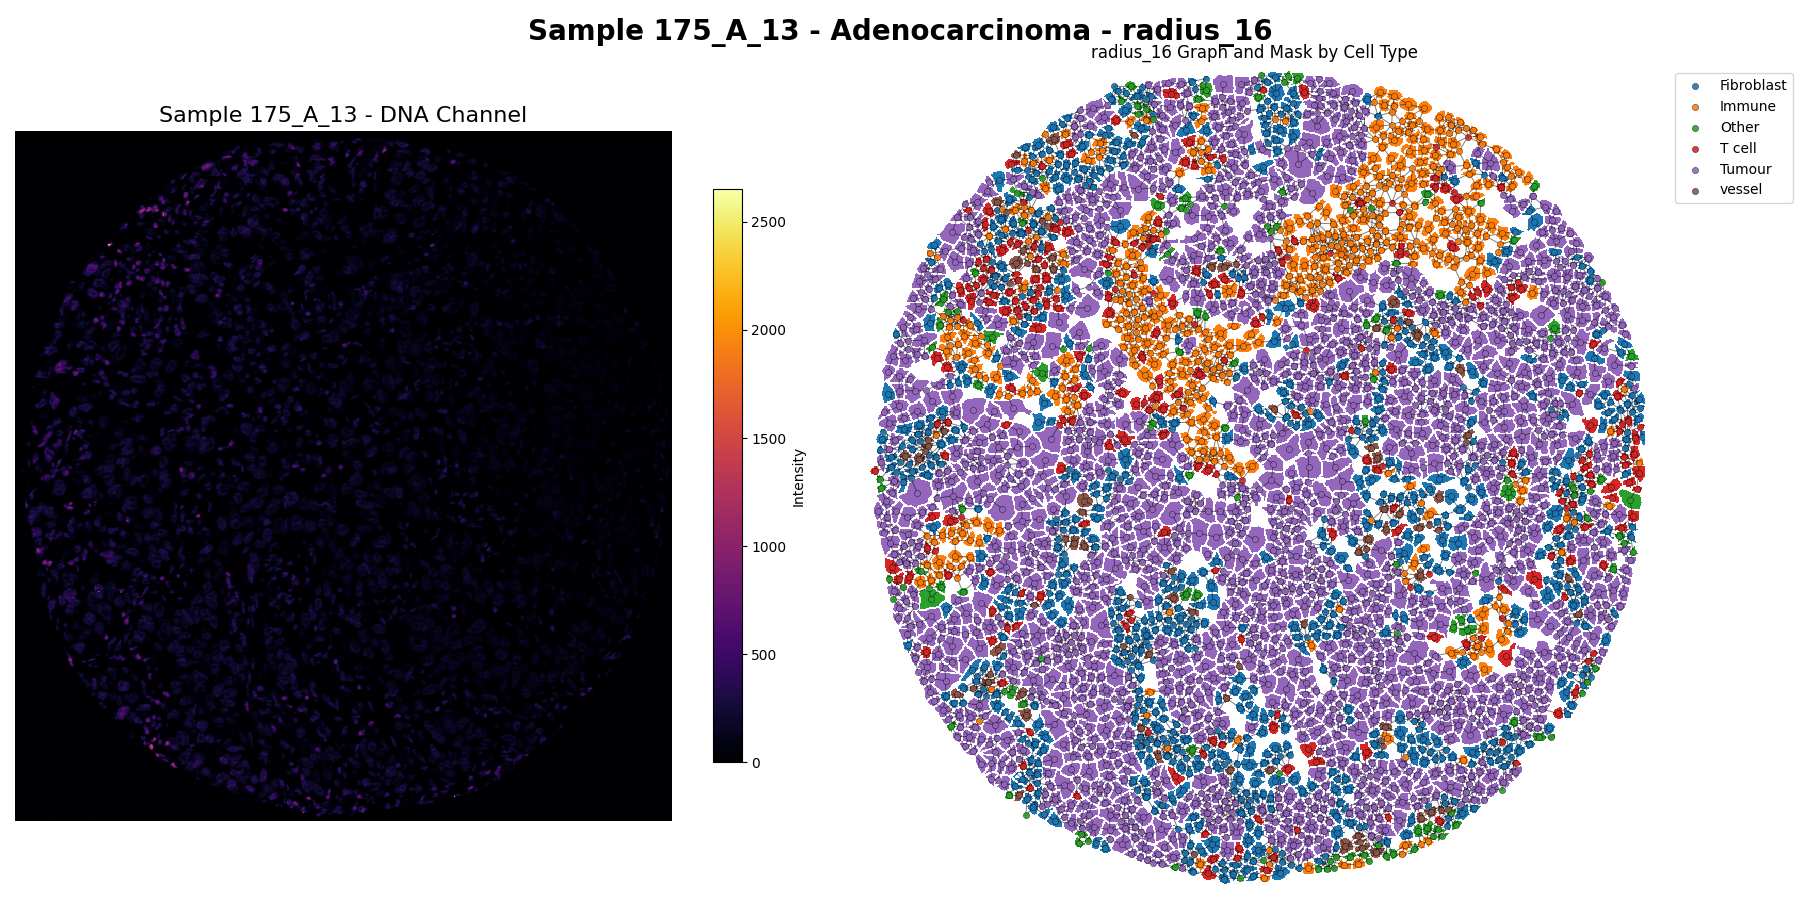 Sample 175_A_13 - Adenocarcinoma - radius_16
radius_16 Graph and Mask by Cell Type
Sample 175_A_13 - DNA Channel
Fibroblast
Immune
Other
T cell
Tumour
vessel
2500
2000
1500
1000
500
0
Intensity